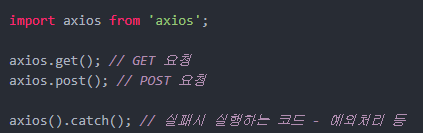 import axios from 'axios';
axios.get(); // GET 요청
axios.post(); // POST 요청
axios().catch(); // 실패시 실행하는 코드 - 예외처리 등